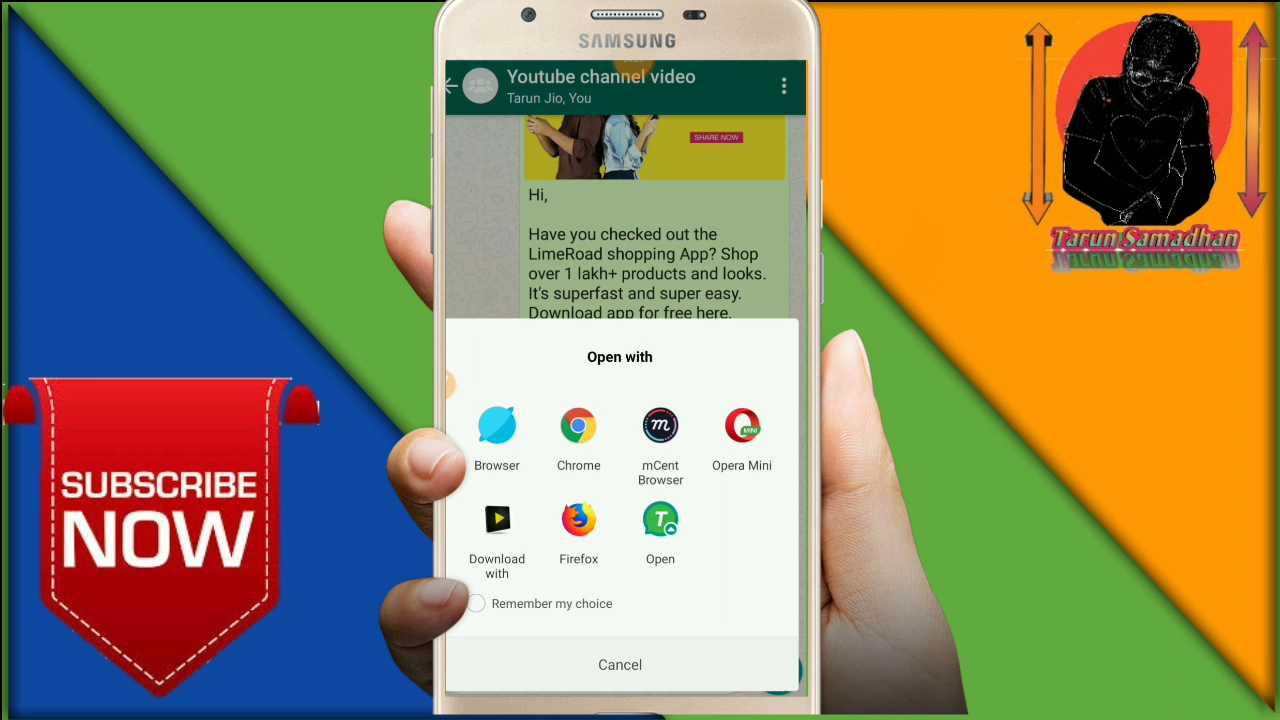 SAMSUNG
Youtube channel video
Tarun Jio, You
SHARE NOW
Hi,
Have you checked out the
LimeRoad shopping App? Shop
over 1 lakh+ products and looks.
It's superfast and super easy.
Download app for free here.
Open with
Browser
Chrome
mCent
Browser
Opera Mini
MINI
Download
with
Firefox
Open
Remember my choice
Cancel
SUBSCRIBE
NOW
Tarun Samadhan